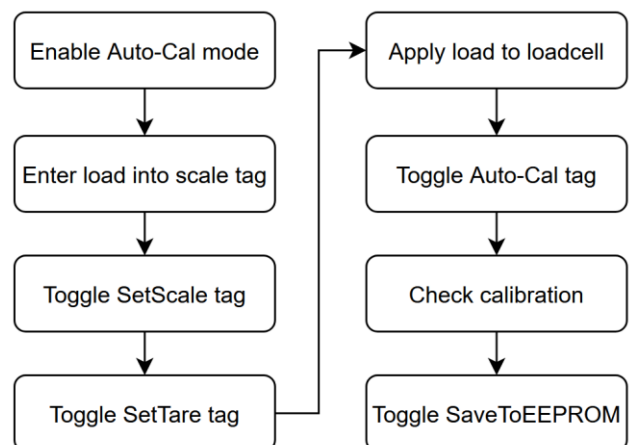 Enable Auto-Cal mode
Enter load into scale tag
Toggle SetScale tag
Toggle SetTare tag
Apply load to loadcell
Toggle Auto-Cal tag
Check calibration
Toggle SaveToEEPROM